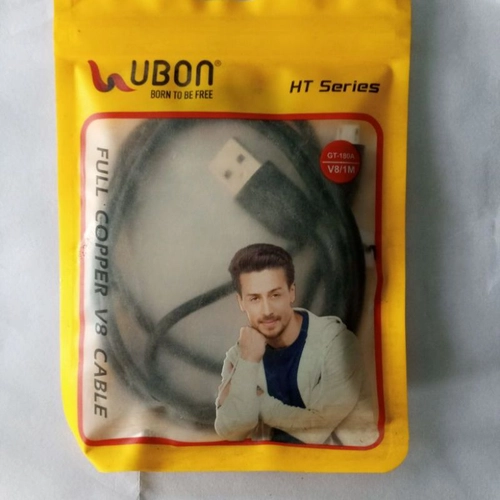 UBON®
BORN TO BE FREE
HT Series
GT-180A
V8/1M
FULL COPPER V8 CABLE